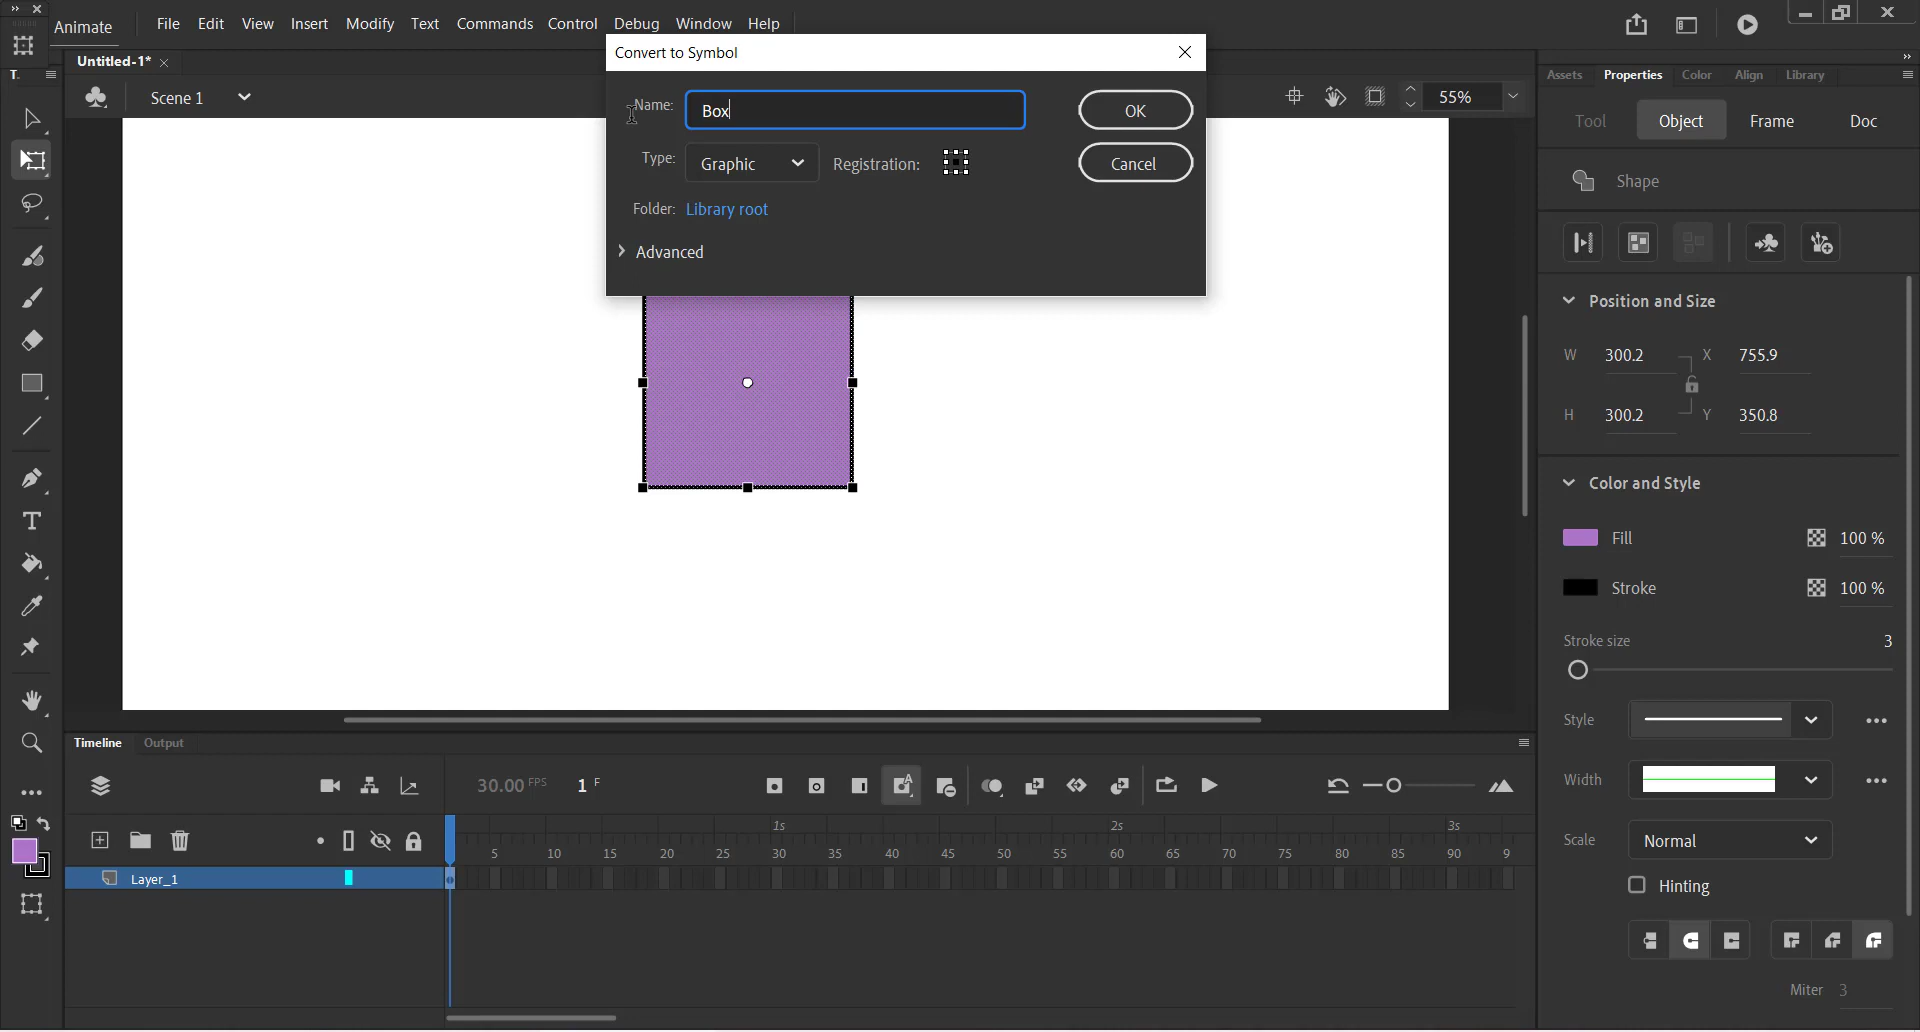 Animate File Edit View Insert Modify Text Commands Control Debug Window Help
Convert to Symbol
Name: Box OK
Type: Graphic Registration: Cancel
Folder: Library root
Advanced
Untitled-1*
T.
Scene 1
55%
Assets Properties Color Align Library
Tool Object Frame Doc
Shape
Position and Size
W 300.2 X 755.9
H 300.2 Y 350.8
Color and Style
Fill 100 %
Stroke 100 %
Stroke size 3
Style
Width
Scale Normal
Hinting
Miter 3
Timeline Output
30.00 FPS 1 F
1s 2s 3s
5 10 15 20 25 30 35 40 45 50 55 60 65 70 75 80 85 90 9
Layer_1